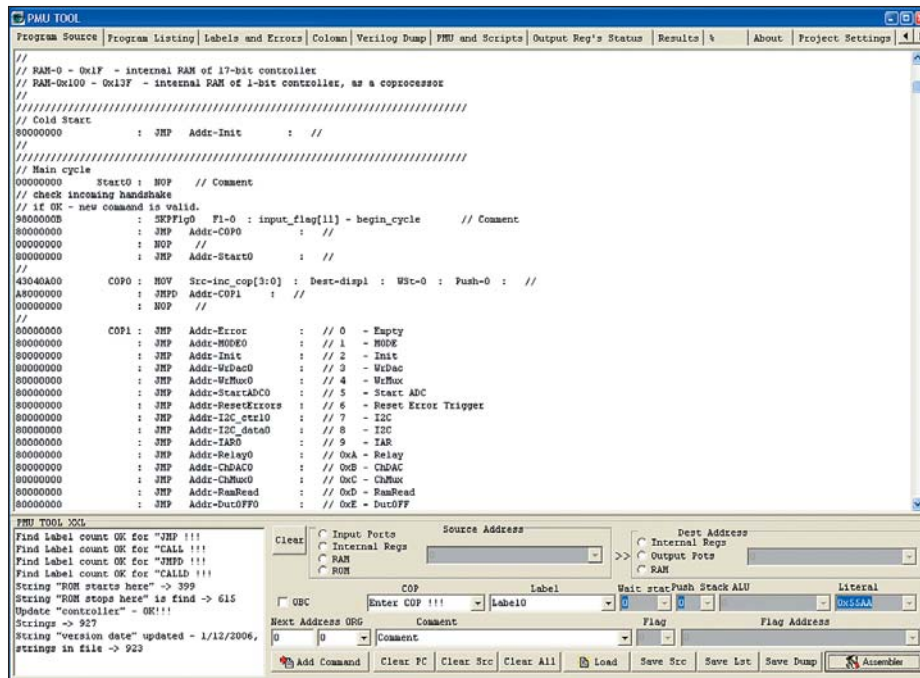 PMU TOOL
Program Source Program Listing Labels and Errors Colomn Verilog Dump PMU and Scripts Output Reg's Status Results % About Project Settings
//
// RAM-0 - 0x1F - internal RAM of 17-bit controller
// RAM-0x100 - 0x13F - internal RAM of 1-bit controller, as a coprocessor
//
////////////////////////////////////////////////////////////////////////////////
// Cold Start
80000000 : JMP Addr-Init : //
//
////////////////////////////////////////////////////////////////////////////////
// Main cycle
00000000 Start0 : NOP // Comment
// check incoming handshake
// if OK - new command is valid.
9800000B : SKPFlg0 Fl-0 : input_flag[11] - begin_cycle // Comment
80000000 : JMP Addr-COP0 : //
00000000 : NOP //
80000000 : JMP Addr-Start0 : //
//
43040A00 COP0 : MOV Src-inc_cop[3:0] : Dest-displ : WSt-0 : Push-0 : //
A8000000 : JMPD Addr-COP1 : //
00000000 : NOP //
//
80000000 COP1 : JMP Addr-Error : // 0 - Empty
80000000 : JMP Addr-MODE0 : // 1 - MODE
80000000 : JMP Addr-Init : // 2 - Init
80000000 : JMP Addr-WrDac0 : // 3 - WrDac
80000000 : JMP Addr-WrMux0 : // 4 - WrMux
80000000 : JMP Addr-StartADC0 : // 5 - Start ADC
80000000 : JMP Addr-ResetErrors : // 6 - Reset Error Trigger
80000000 : JMP Addr-I2C_ctrl0 : // 7 - I2C
80000000 : JMP Addr-I2C_data0 : // 8 - I2C
80000000 : JMP Addr-IAR0 : // 9 - IAR
80000000 : JMP Addr-Relay0 : // 0xA - Relay
80000000 : JMP Addr-ChDAC0 : // 0xB - ChDAC
80000000 : JMP Addr-ChMux0 : // 0xC - ChMux
80000000 : JMP Addr-RamRead : // 0xD - RamRead
80000000 : JMP Addr-DutOFF0 : // 0xE - DutOFF
PMU TOOL XXL
Find Label count OK for "JMP !!!
Find Label count OK for "CALL !!!
Find Label count OK for "JMPD !!!
Find Label count OK for "CALLD !!!
String "ROM starts here" -> 399
String "ROM stops here" is find -> 615
Update "controller" - OK!!!
Strings -> 927
String "version date" updated - 1/12/2006,
strings in file -> 923
Clear
Source Address
Input Ports
Internal Regs
RAM
ROM
>>
Dest Address
Internal Regs
Output Pots
RAM
COP Label Wait stat Push Stack ALU Literal
OBC Enter COP !!! Label0 0 0 0x55AA
Next Address ORG Comment Flag Flag Address
0 0 Comment 0
Add Command Clear PC Clear Src Clear All Load Save Src Save Lst Save Dump Assembler